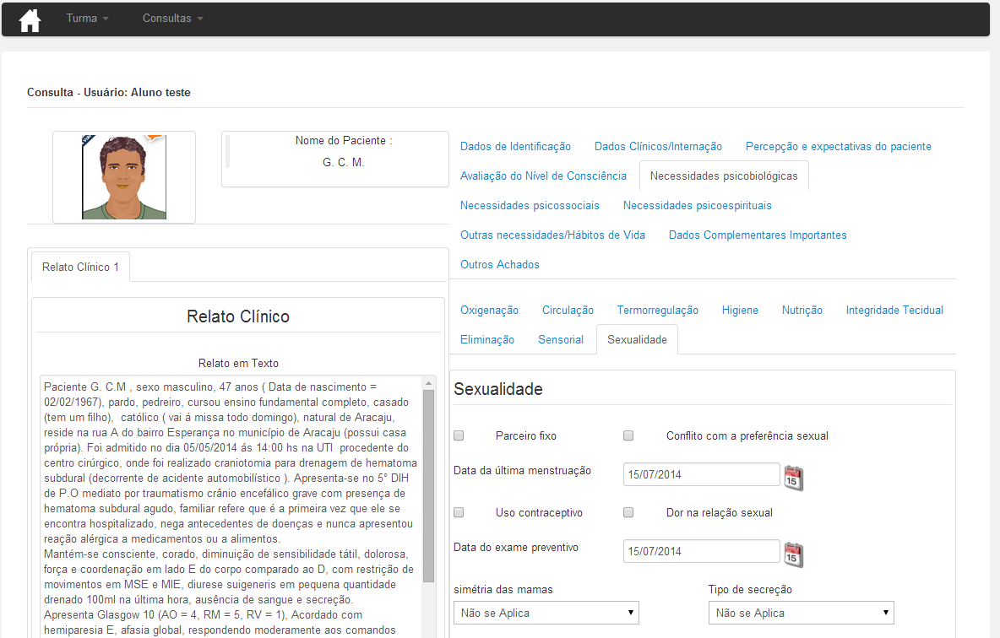 Turma
Consultas
Consulta - Usuário: Aluno teste
Nome do Paciente :
G. C. M.
Relato Clínico 1
Relato Clínico
Relato em Texto
Paciente G. C.M , sexo masculino, 47 anos ( Data de nascimento =
02/02/1967), pardo, pedreiro, cursou ensino fundamental completo, casado
(tem um filho),  católico ( vai á missa todo domingo), natural de Aracaju,
reside na rua A do bairro Esperança no município de Aracaju (possui casa
própria). Foi admitido no dia 05/05/2014 ás 14:00 hs na UTI  procedente do
centro cirúrgico, onde foi realizado craniotomia para drenagem de hematoma
subdural (decorrente de acidente automobilístico ). Apresenta-se no 5° DIH
de P.O mediato por traumatismo crânio encefálico grave com presença de
hematoma subdural agudo, familiar refere que é a primeira vez que ele se
encontra hospitalizado, nega antecedentes de doenças e nunca apresentou
reação alérgica a medicamentos ou a alimentos.
Mantém-se consciente, corado, diminuição de sensibilidade tátil, dolorosa,
força e coordenação em lado E do corpo comparado ao D, com restrição de
movimentos em MSE e MIE, diurese suigeneris em pequena quantidade
drenado 100ml na última hora, ausência de sangue e secreção.
Apresenta Glasgow 10 (AO = 4, RM = 5, RV = 1), Acordado com
hemiparesia E, afasia global, respondendo moderamente aos comandos
Dados de Identificação
Dados Clínicos/Internação
Percepção e expectativas do paciente
Avaliação do Nível de Consciência
Necessidades psicobiológicas
Necessidades psicossociais
Necessidades psicoespirituais
Outras necessidades/Hábitos de Vida
Dados Complementares Importantes
Outros Achados
Oxigenação
Circulação
Termorregulação
Higiene
Nutrição
Integridade Tecidual
Eliminação
Sensorial
Sexualidade
Sexualidade
Parceiro fixo
Conflito com a preferência sexual
Data da última menstruação
15/07/2014
15
Uso contraceptivo
Dor na relação sexual
Data do exame preventivo
15/07/2014
15
simétria das mamas
Tipo de secreção
Não se Aplica
Não se Aplica